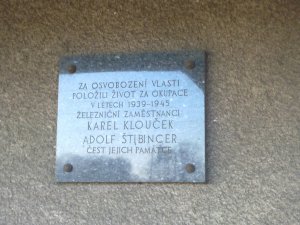 ZA OSVOBOZENÍ VLASTI
POLOŽILI ŽIVOT ZA OKUPACE
V LETECH 1939-1945
ŽELEZNIČNÍ ZAMĚSTNANCI
KAREL KLOUČEK
ADOLF ŠTIBINGER
ČEST JEJICH PAMÁTCE